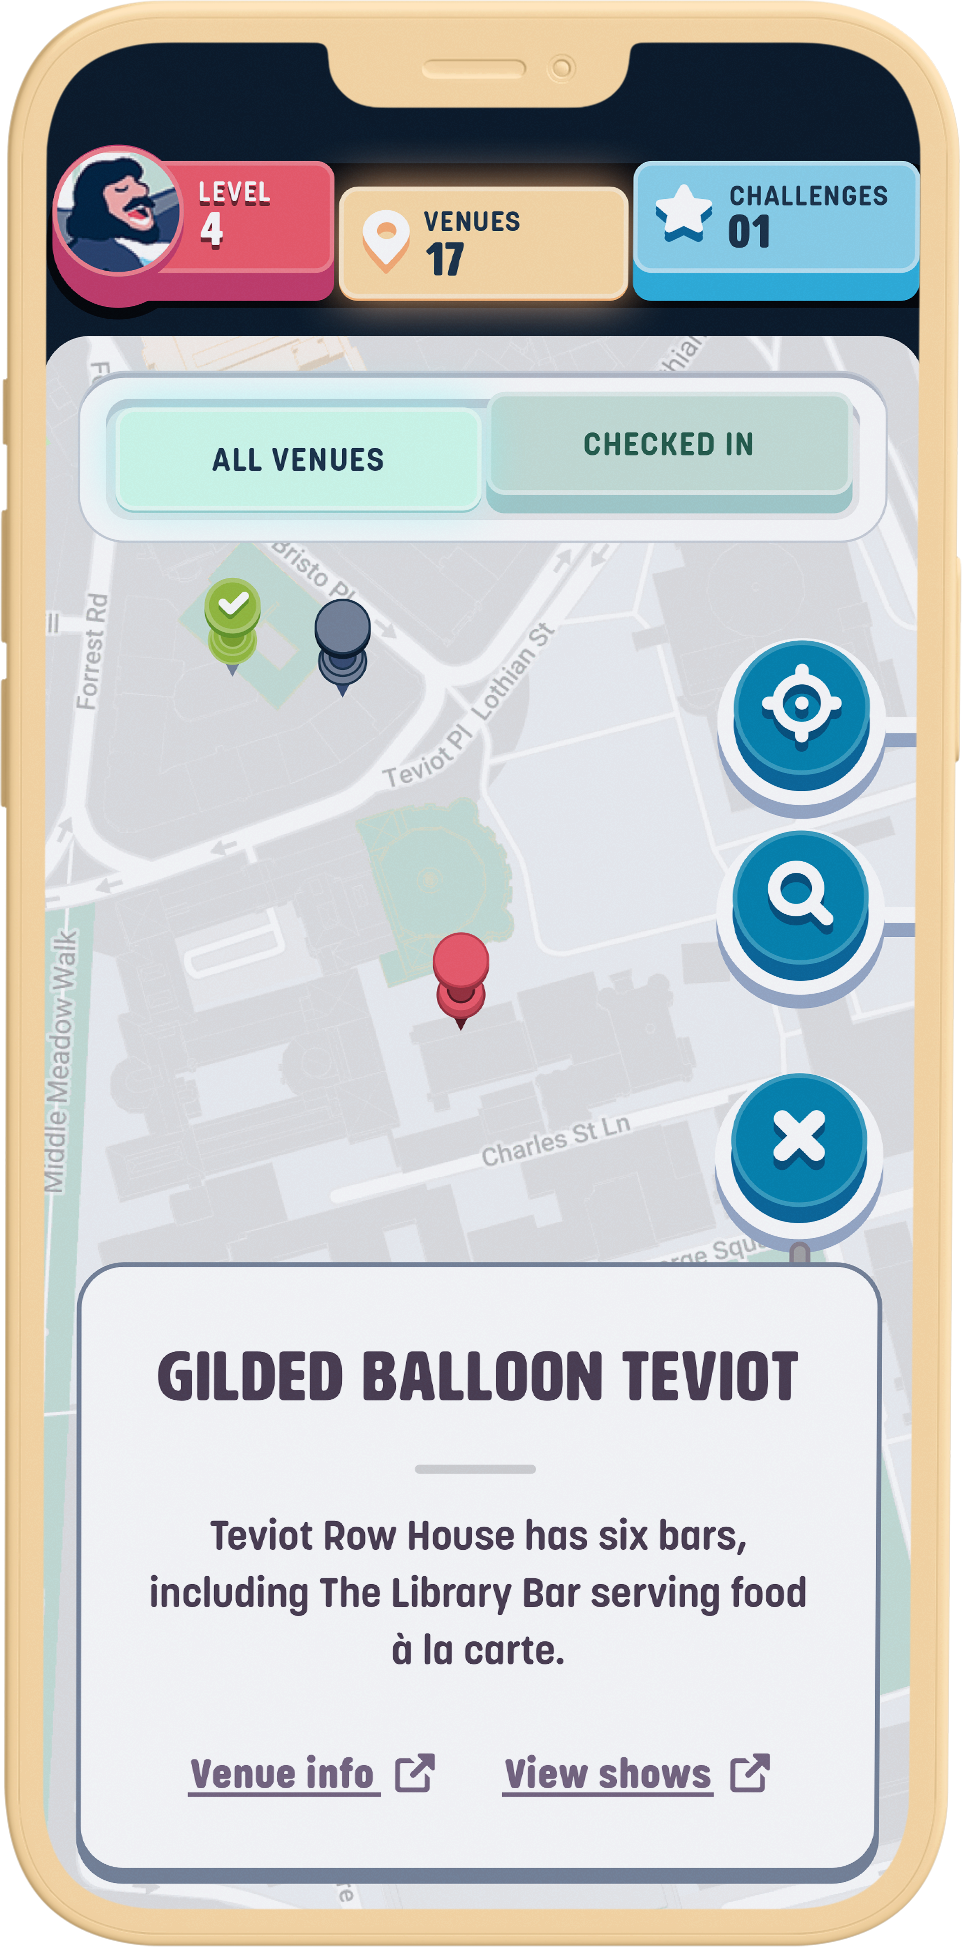 LEVEL
4
VENUES
17
CHALLENGES
01
ALL VENUES
CHECKED IN
Bristo Pl
Forrest Rd
Lothian St
Teviot Pl
Middle Meadow Walk
Charles St Ln
GILDED BALLOON TEVIOT
Teviot Row House has six bars,
including The Library Bar serving food
à la carte.
Venue info
View shows